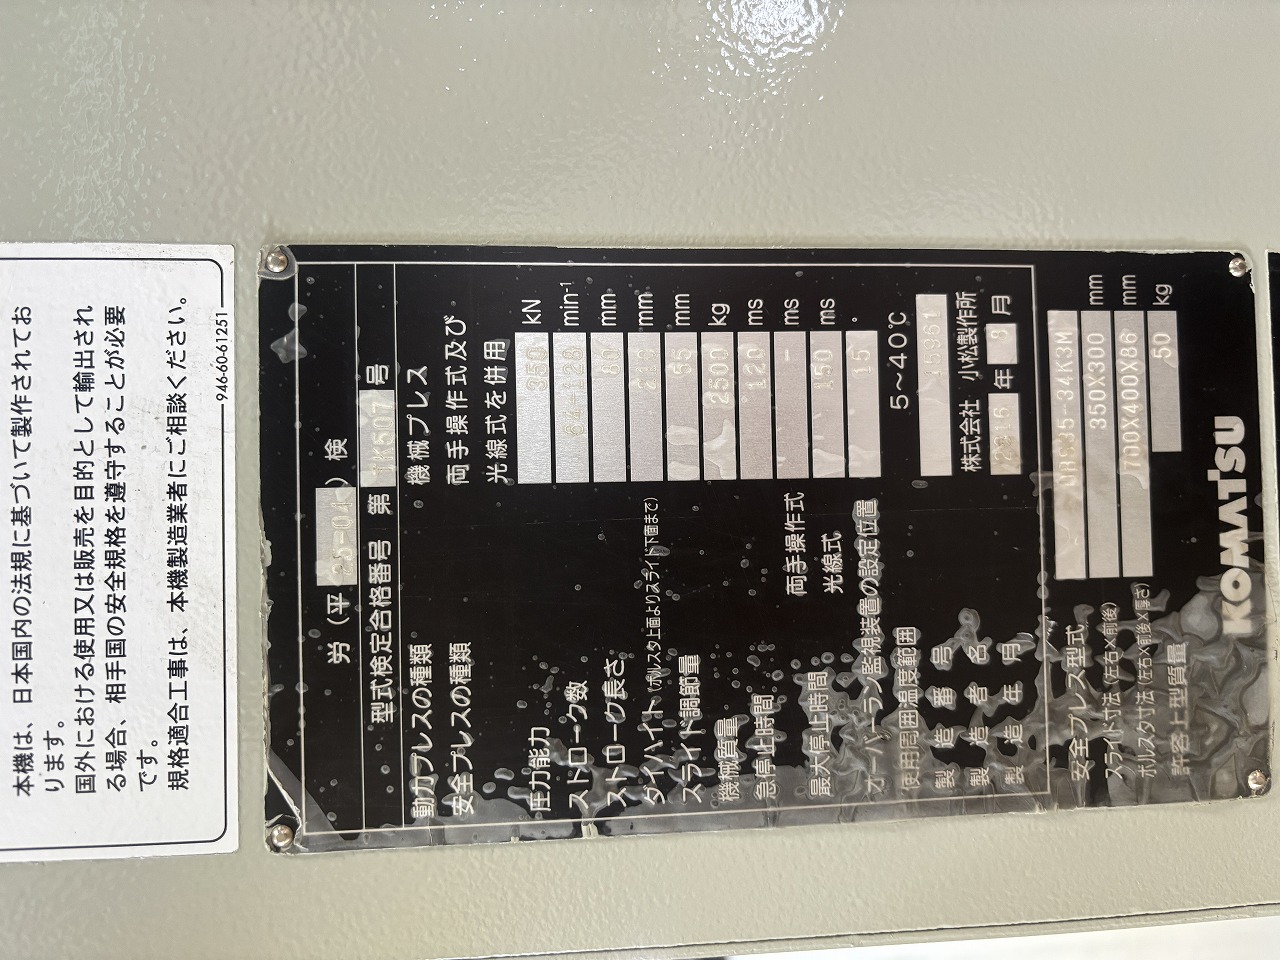 本機は、日本国内の法規に基づいて製作されてお
ります。
国外における使用又は販売を目的として輸出され
る場合、相手国の安全規格を遵守することが必要
です。
規格適合工事は、本機製造業者にご相談ください。
946-60-61251
労(平 25-04)検
型式検定合格番号 第 TK507 号
動力プレスの種類 機械プレス
安全プレスの種類 両手操作式及び
光線式を併用
圧力能力 350 kN
ストローク数 64-128 min-1
ストローク長さ 80 mm
ダイハイト(ボルスタ上面よりスライド下面まで) 210 mm
スライド調節量 55 mm
機械質量 2500 kg
急停止時間 120 ms
最大停止時間 両手操作式 - ms
光線式 150 ms
オーバーラン監視装置の設定位置 15 °
使用周囲温度範囲 5~40℃
製造番号 15961
製造者名 株式会社 小松製作所
製造年月 2016 年 3 月
安全プレス型式 OBS35-34K3M
スライド寸法(左右×前後) 350X300 mm
ボルスタ寸法(左右×前後×厚さ) 700X400X86 mm
許容上型質量 50 kg
KOMATSU